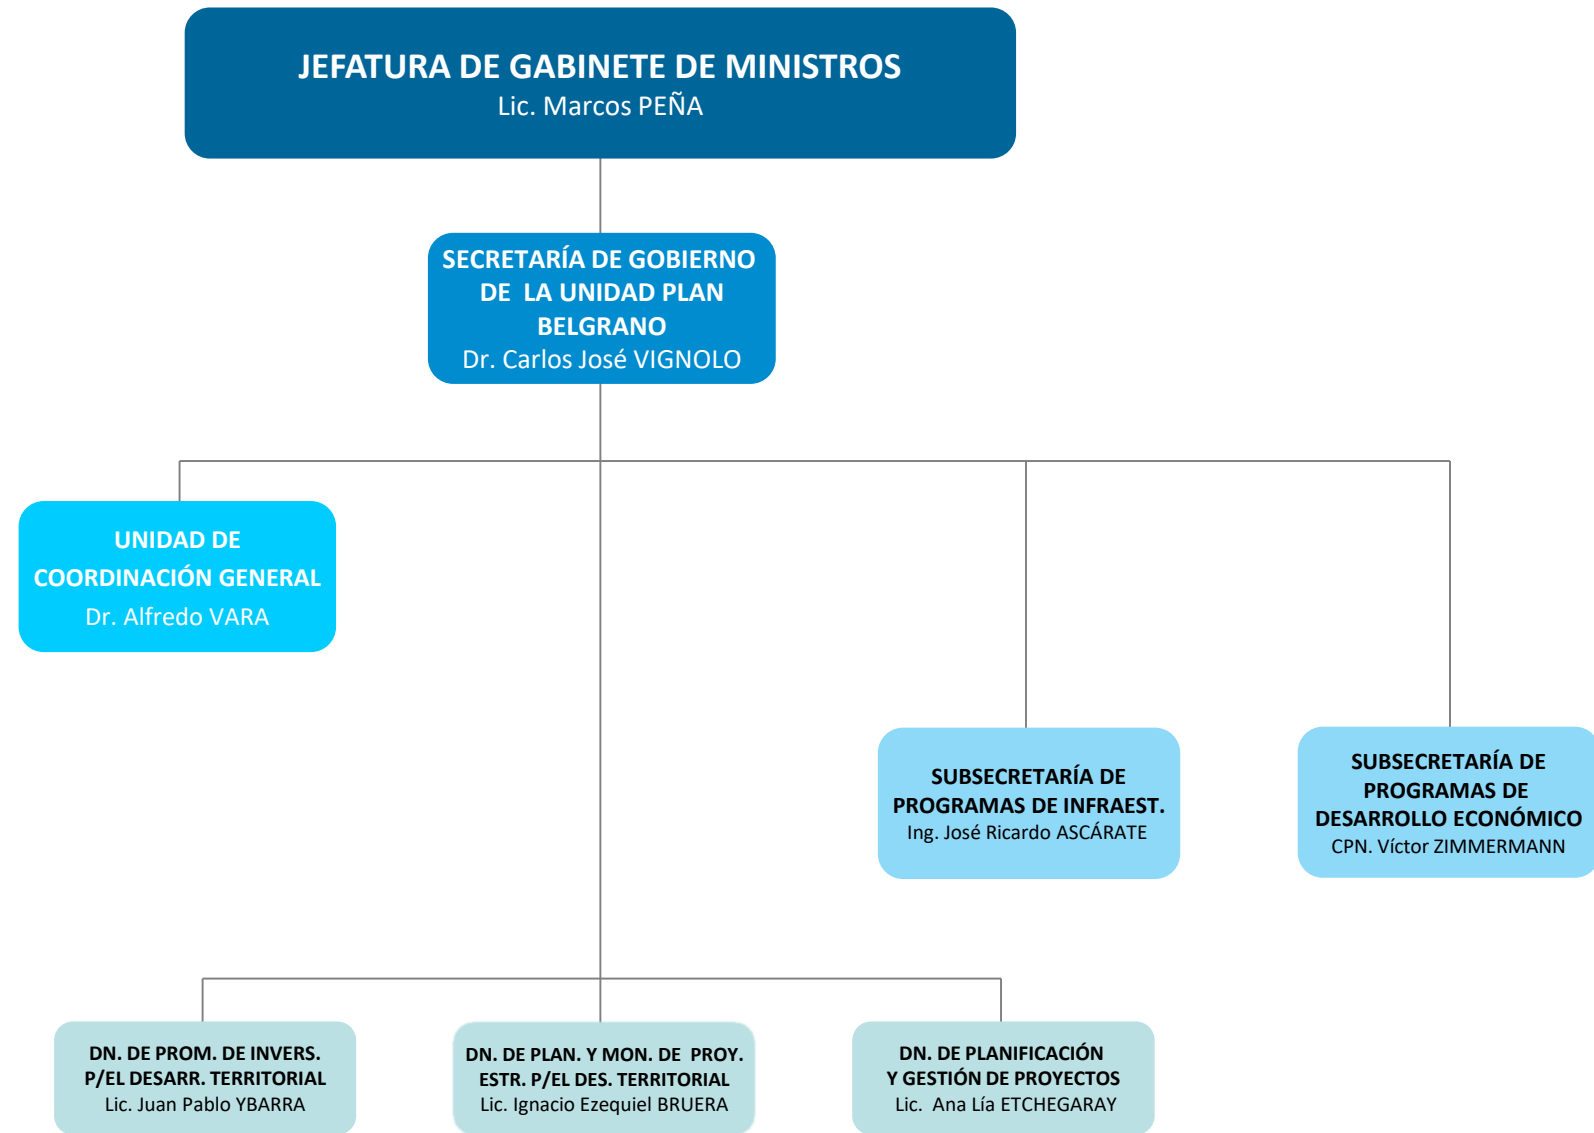 JEFATURA DE GABINETE DE MINISTROS
Lic. Marcos PEÑA
SECRETARÍA DE GOBIERNO
DE LA UNIDAD PLAN
BELGRANO
Dr. Carlos José VIGNOLO
UNIDAD DE
COORDINACIÓN GENERAL
Dr. Alfredo VARA
SUBSECRETARÍA DE
PROGRAMAS DE INFRAEST.
Ing. José Ricardo ASCÁRATE
SUBSECRETARÍA DE
PROGRAMAS DE
DESARROLLO ECONÓMICO
CPN. Víctor ZIMMERMANN
DN. DE PROM. DE INVERS.
P/EL DESARR. TERRITORIAL
Lic. Juan Pablo YBARRA
DN. DE PLAN. Y MON. DE PROY.
ESTR. P/EL DES. TERRITORIAL
Lic. Ignacio Ezequiel BRUERA
DN. DE PLANIFICACIÓN
Y GESTIÓN DE PROYECTOS
Lic. Ana Lía ETCHEGARAY